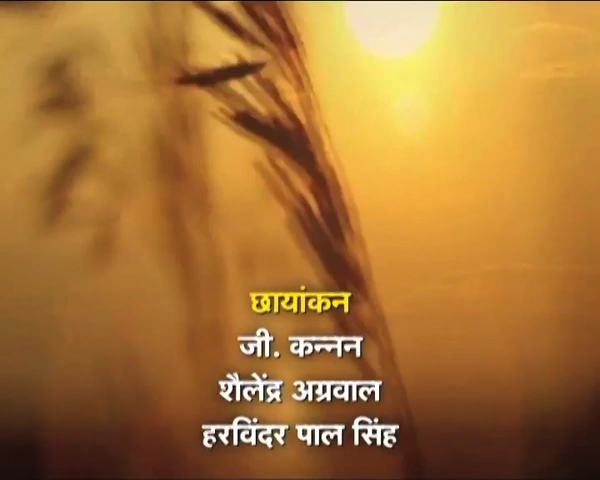 छायांकन
जी. कन्नन
शैलेंद्र अग्रवाल
हरविंदर पाल सिंह